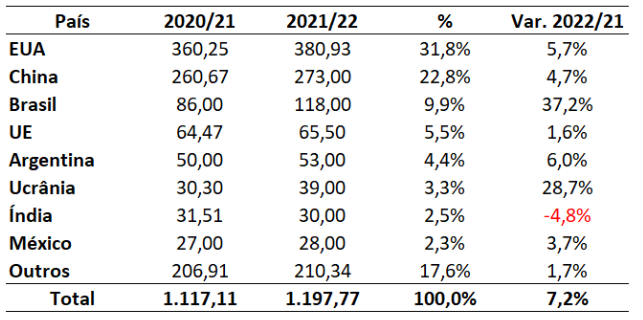 País 2020/21 2021/22 % Var. 2022/21
EUA 360,25 380,93 31,8% 5,7%
China 260,67 273,00 22,8% 4,7%
Brasil 86,00 118,00 9,9% 37,2%
UE 64,47 65,50 5,5% 1,6%
Argentina 50,00 53,00 4,4% 6,0%
Ucrânia 30,30 39,00 3,3% 28,7%
Índia 31,51 30,00 2,5% -4,8%
México 27,00 28,00 2,3% 3,7%
Outros 206,91 210,34 17,6% 1,7%
Total 1.117,11 1.197,77 100,0% 7,2%